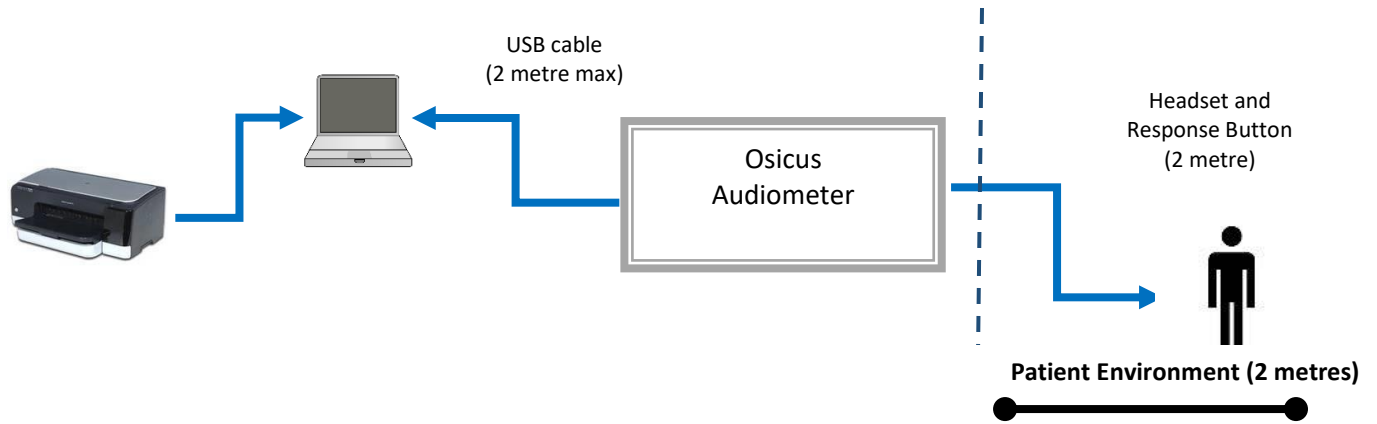 USB cable
(2 metre max)
Osicus
Audiometer
Headset and
Response Button
(2 metre)
Patient Environment (2 metres)